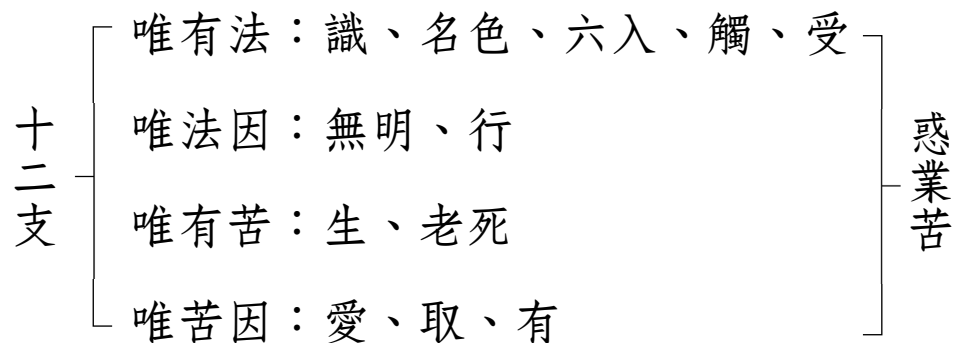 十二支
唯有法：識、名色、六入、觸、受
唯法因：無明、行
唯有苦：生、老死
唯苦因：愛、取、有
惑業苦